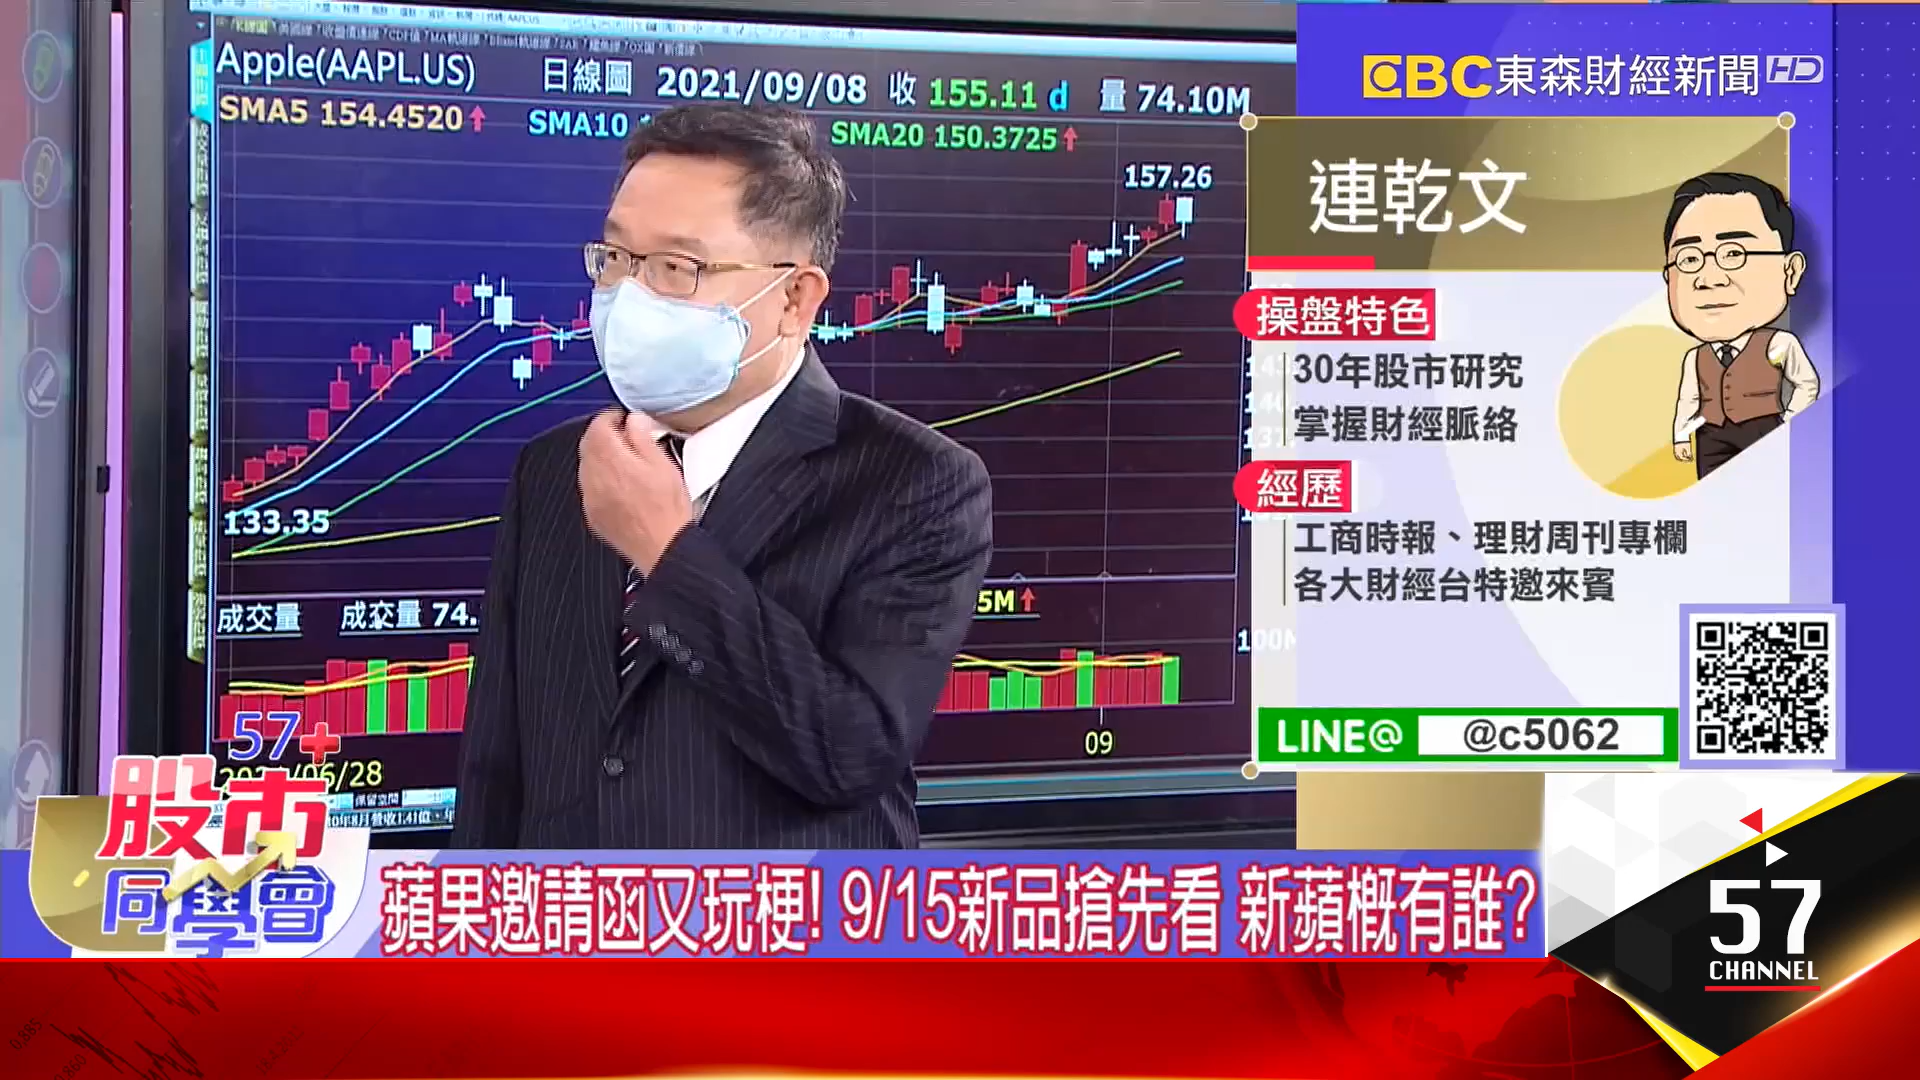 Apple(AAPL.US)
日線圖 2021/09/08 收 155.11 d 量 74.10M
SMA5 154.4520↑ SMA10 SMA20 150.3725↑
157.26
133.35
成交量 成交量 74. 5M↑
100M
09
/28
EBC東森財經新聞HD
連乾文
操盤特色
30年股市研究
掌握財經脈絡
經歷
工商時報、理財周刊專欄
各大財經台特邀來賓
LINE@ @c5062
57+
股市
同學會
蘋果邀請函又玩梗! 9/15新品搶先看 新蘋概有誰?
57
CHANNEL